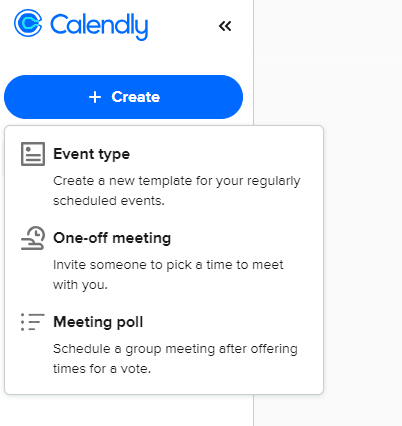 Calendly
«
+ Create
Event type
Create a new template for your regularly
scheduled events.
One-off meeting
Invite someone to pick a time to meet
with you.
Meeting poll
Schedule a group meeting after offering
times for a vote.